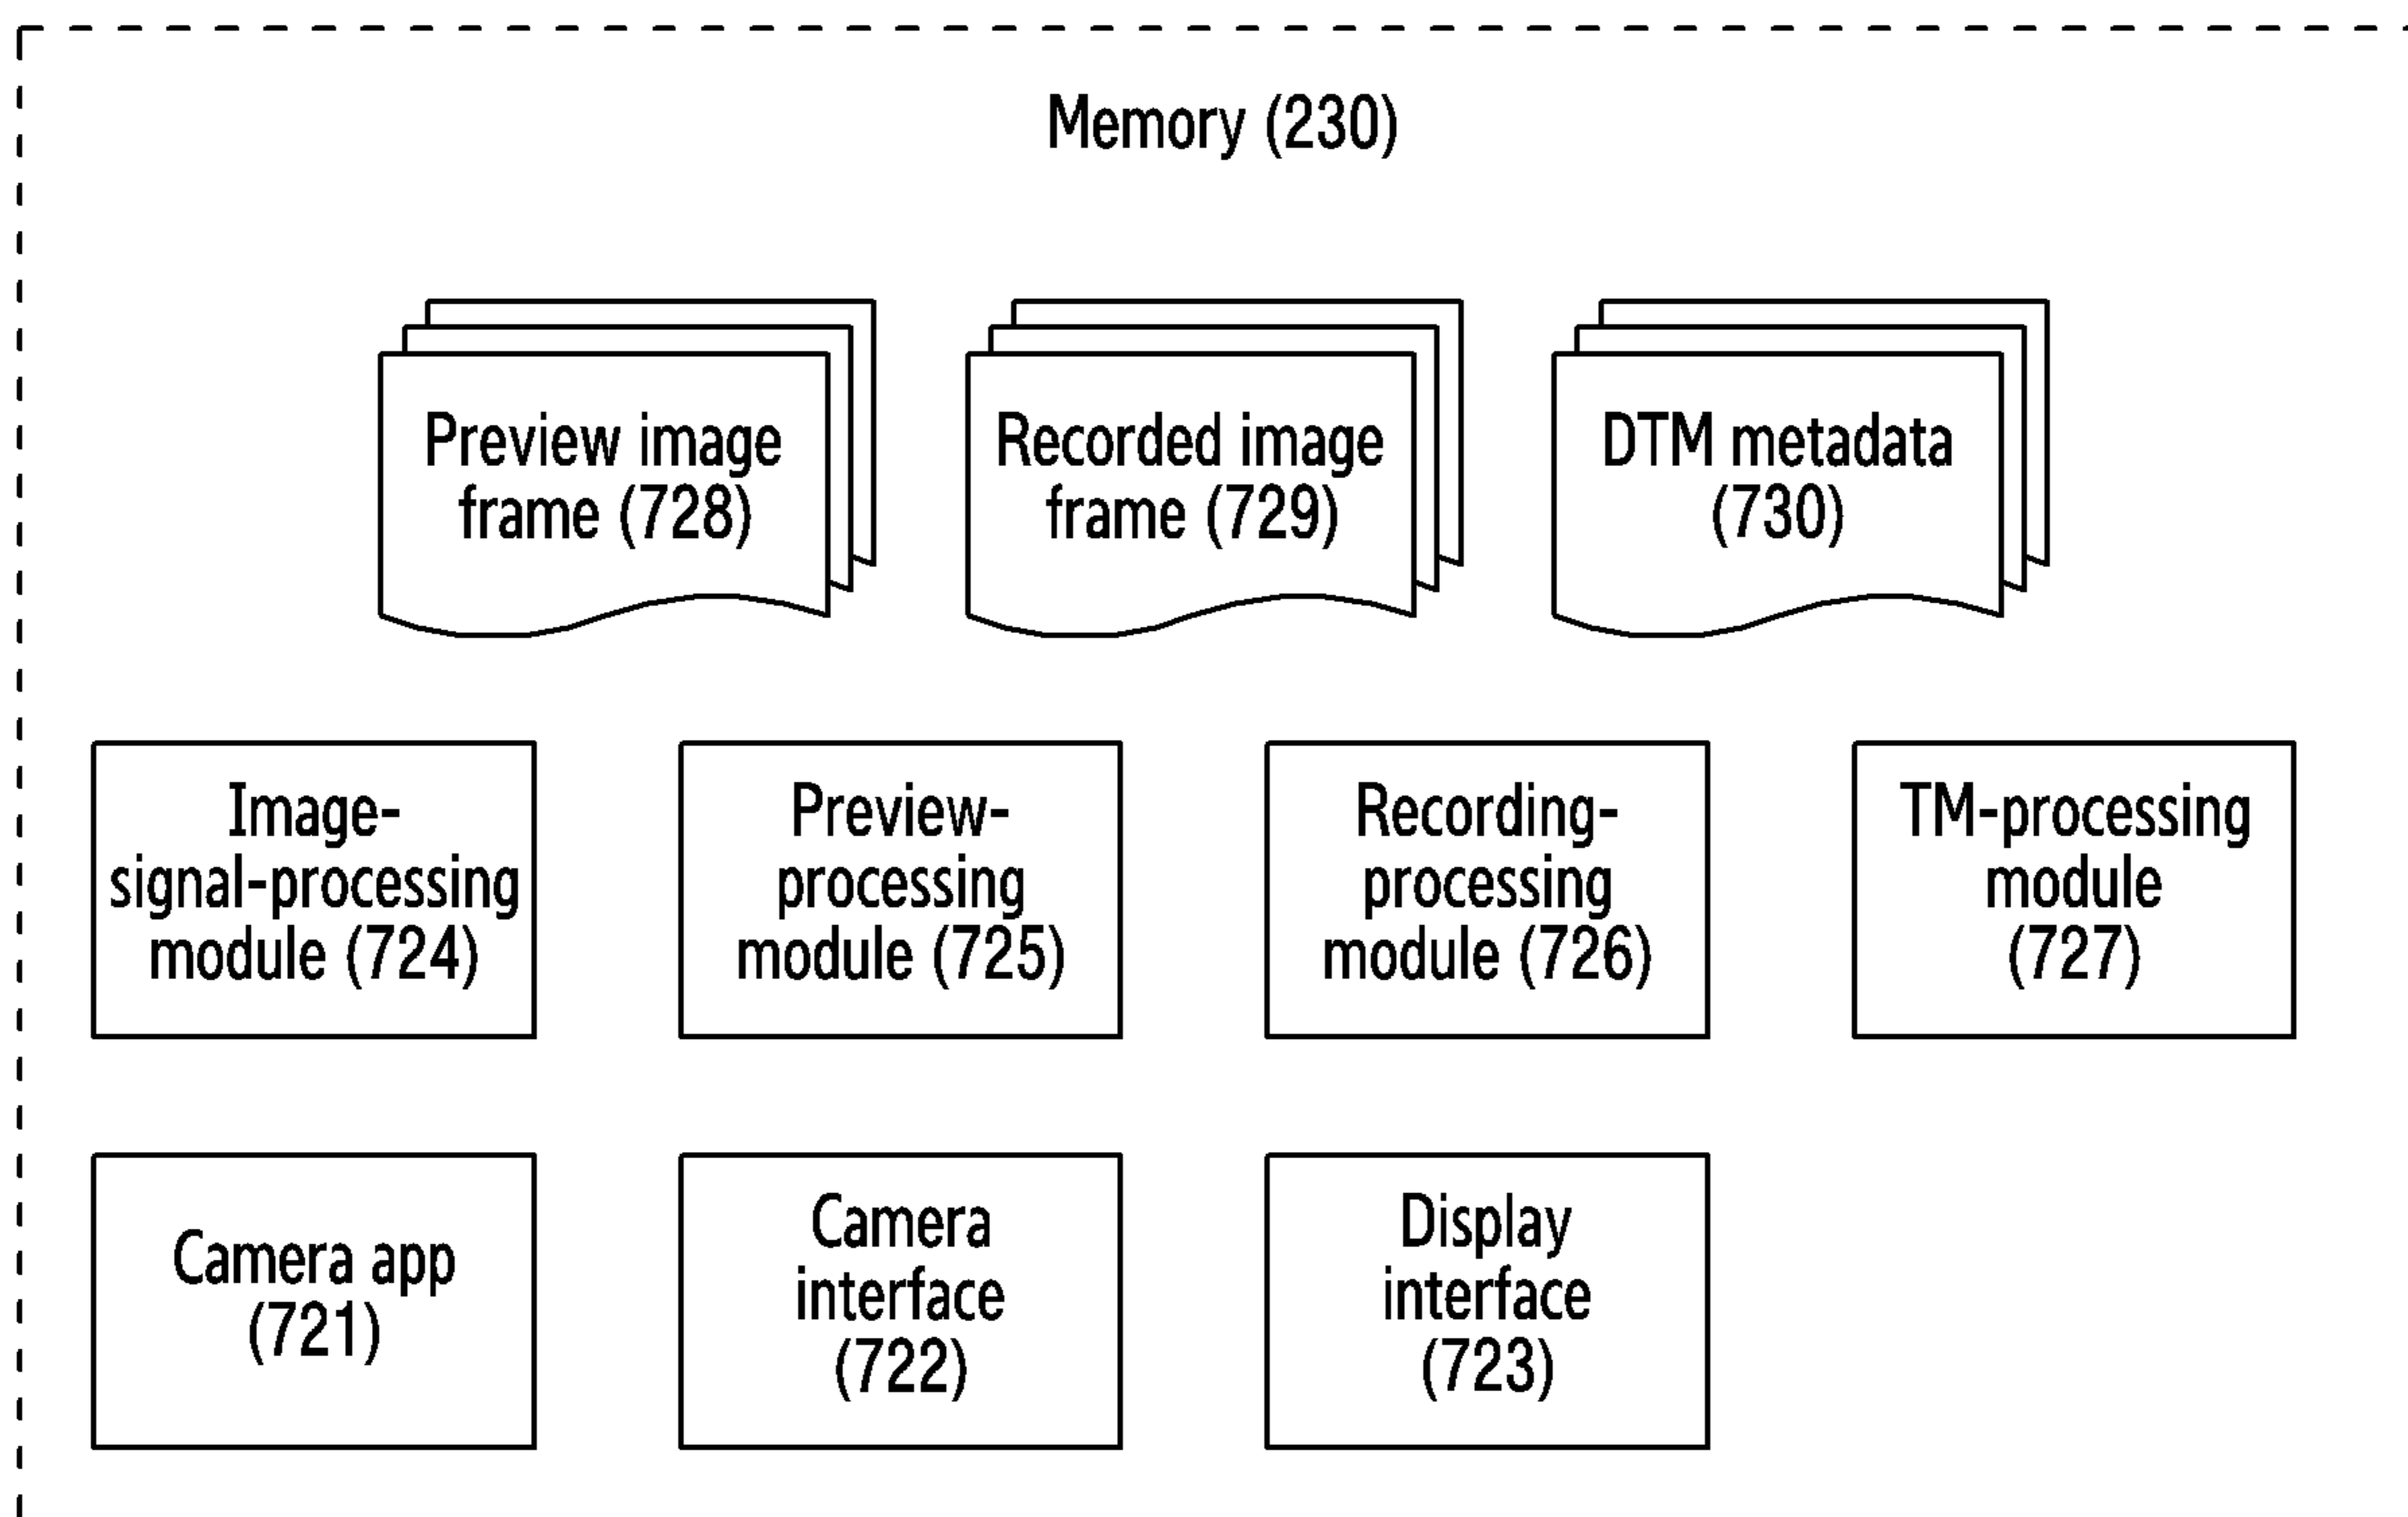 Memory (230)
Preview image
frame (728)
Recorded image
frame (729)
DTM metadata
(730)
Image-
signal-processing
module (724)
Preview-
processing
module (725)
Recording-
processing
module (726)
TM-processing
module
(727)
Camera app
(721)
Camera
interface
(722)
Display
interface
(723)